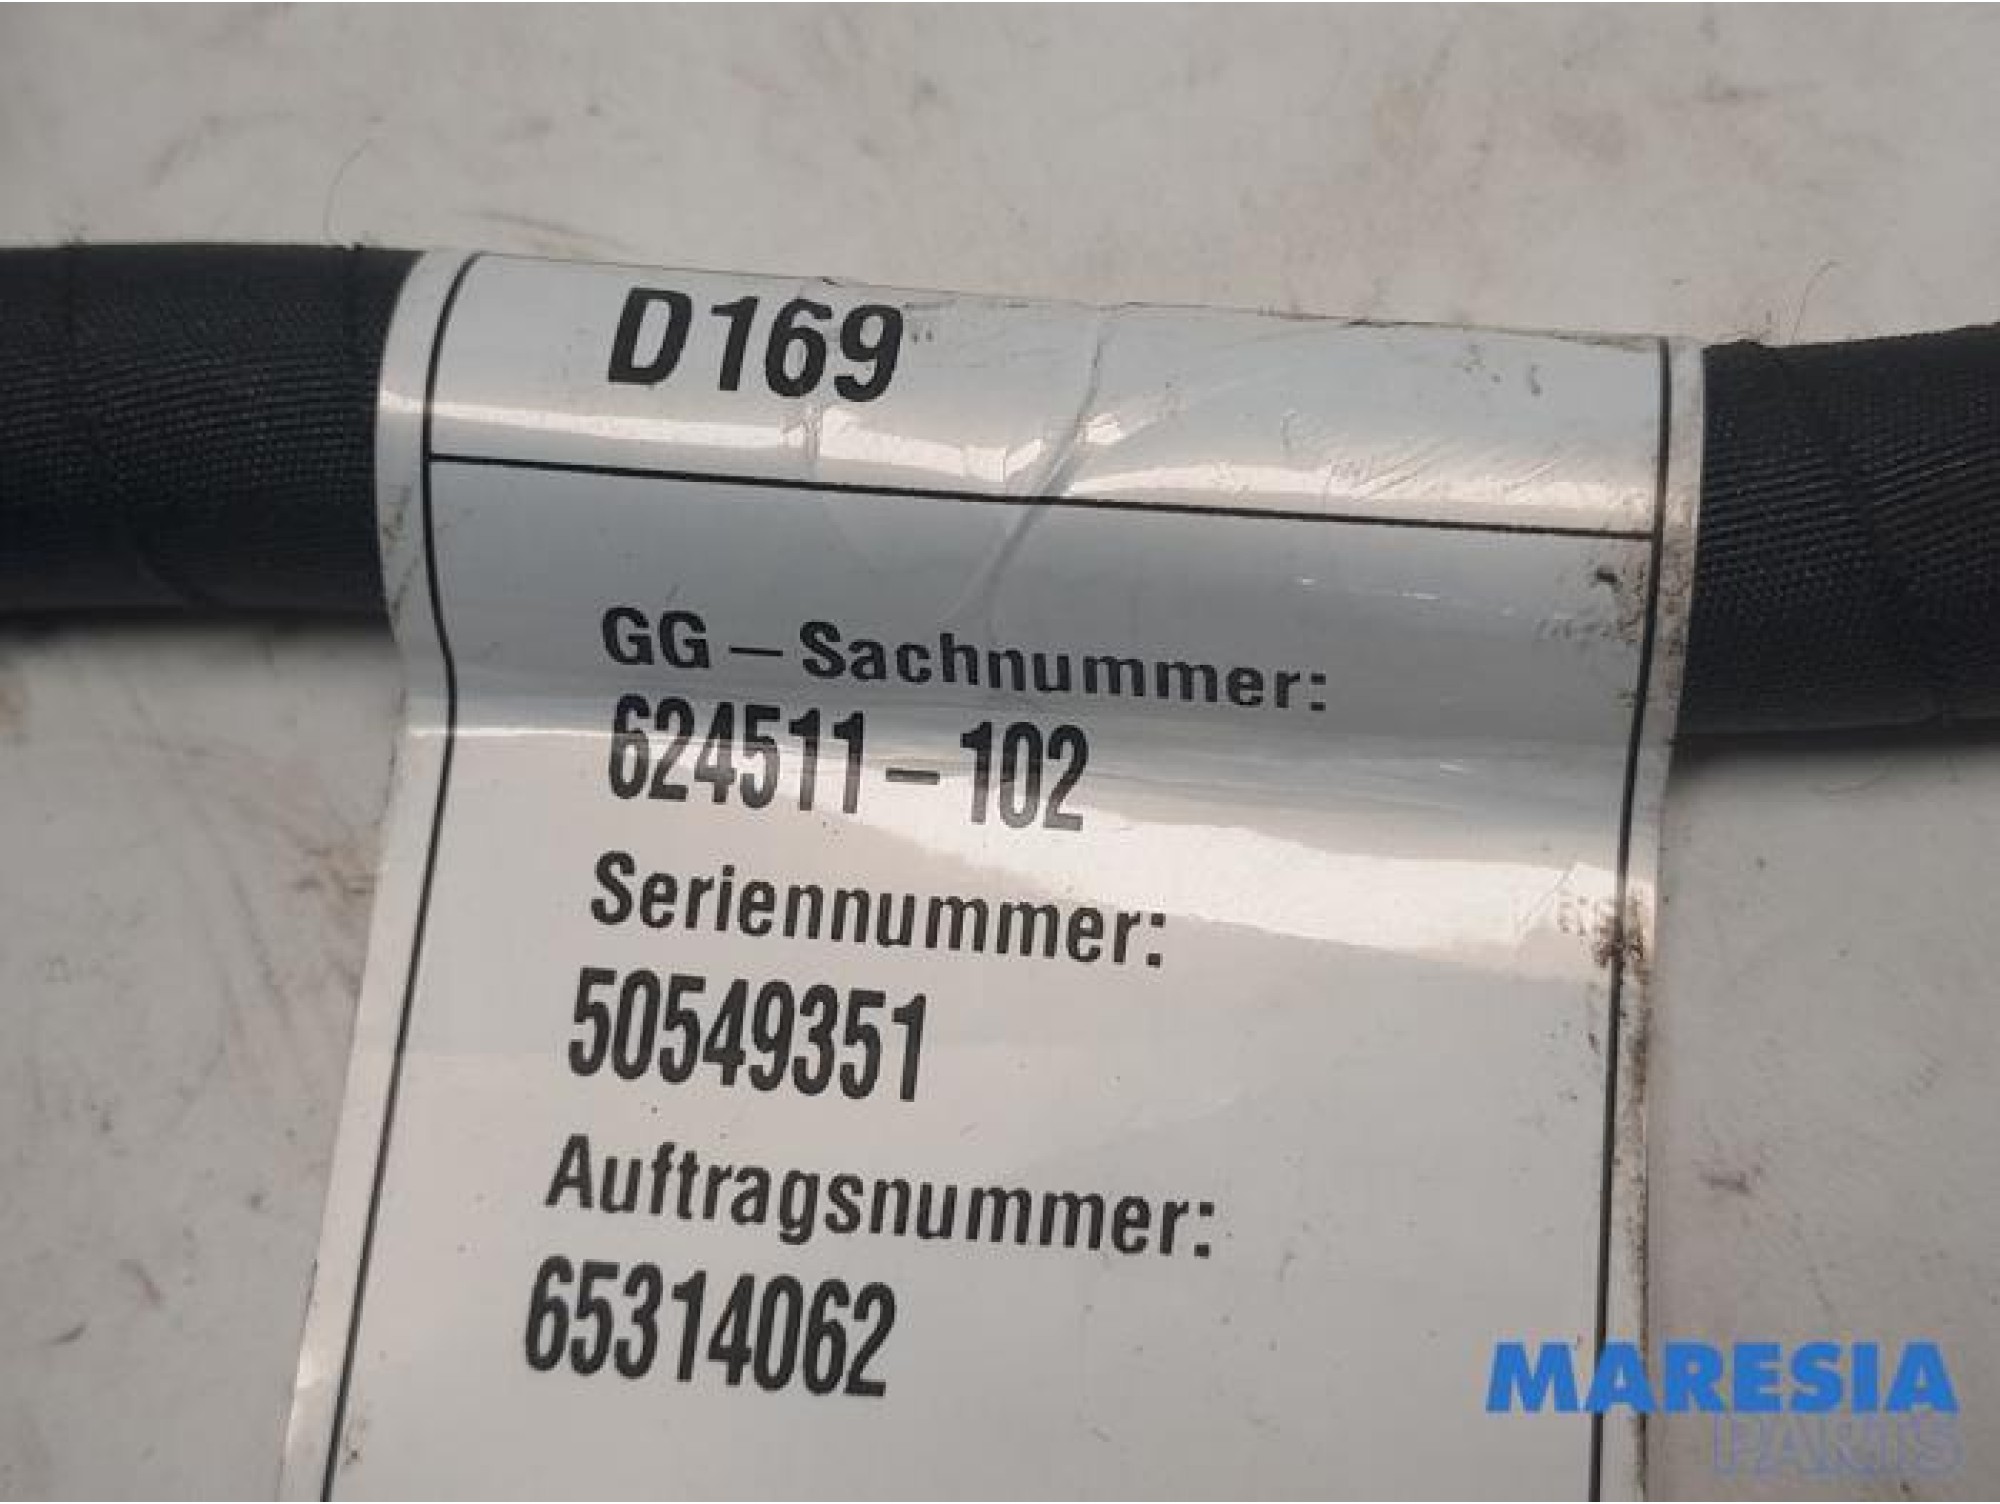 D169
GG-Sachnummer:
624511-102
Seriennummer:
50549351
Auftragsnummer:
65314062
MARESIA
PARTS